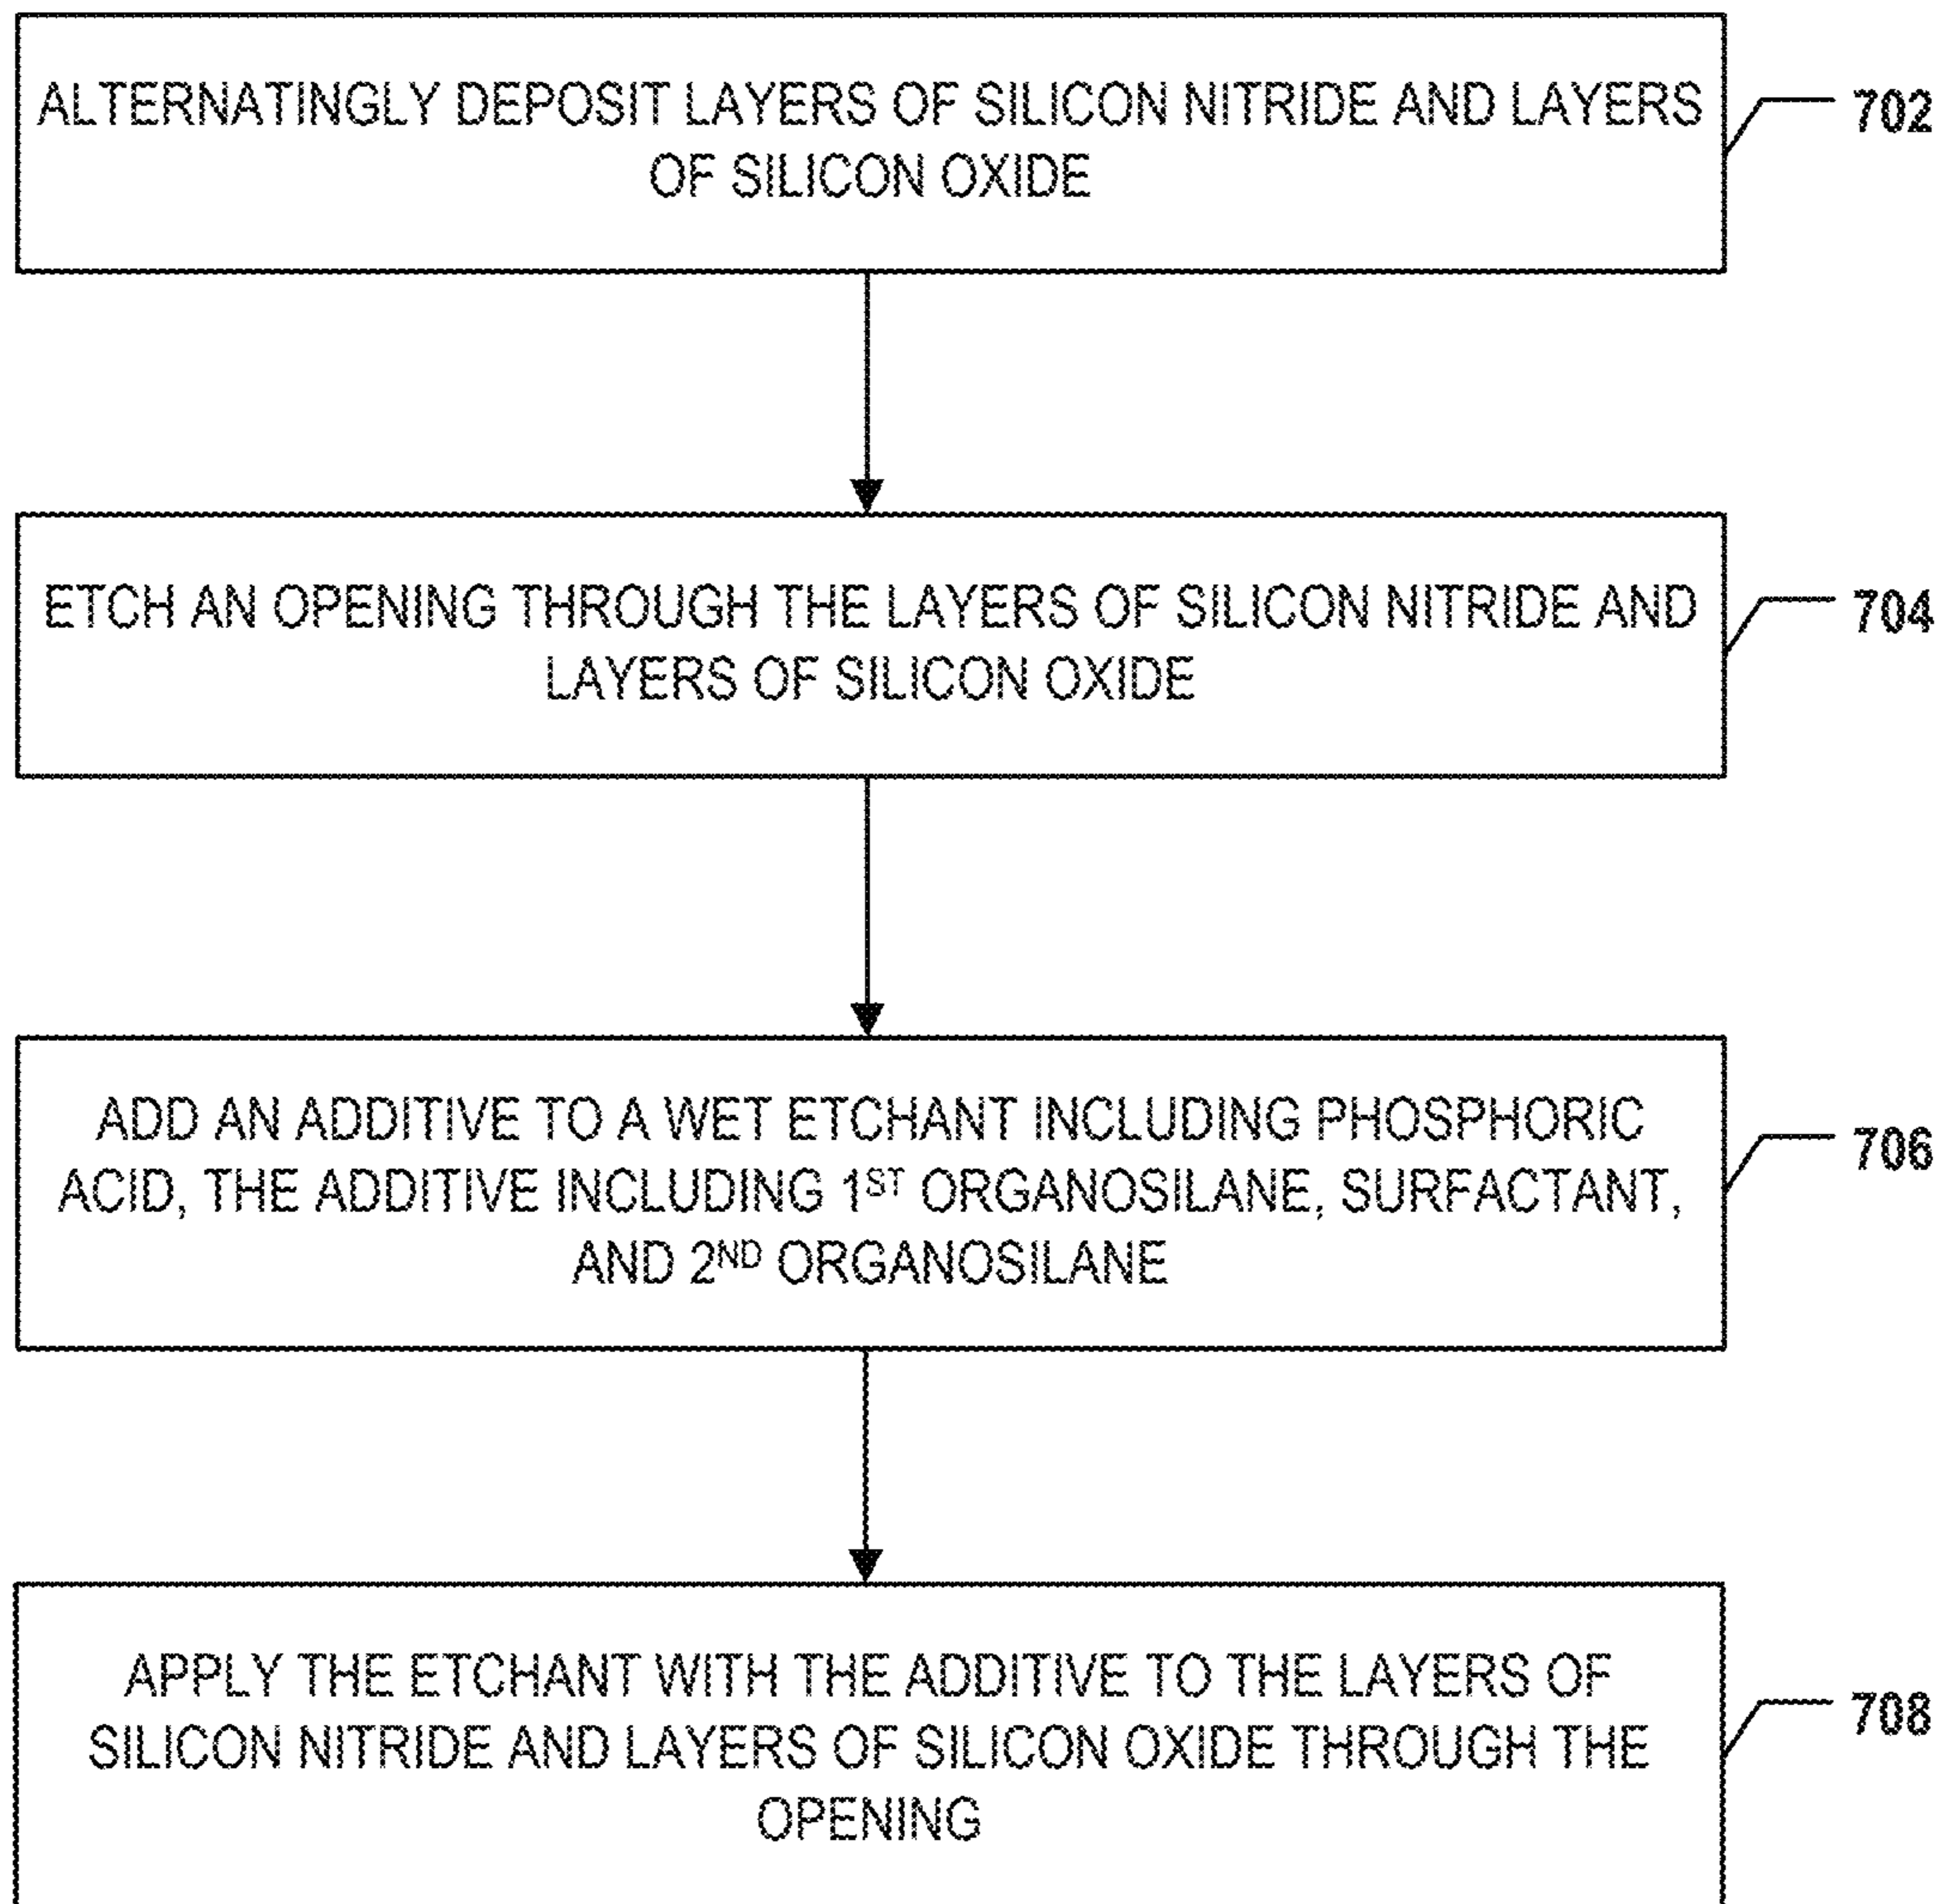 ALTERNATINGLY DEPOSIT LAYERS OF SILICON NITRIDE AND LAYERS
OF SILICON OXIDE
702
ETCH AN OPENING THROUGH THE LAYERS OF SILICON NITRIDE AND
LAYERS OF SILICON OXIDE
704
ADD AN ADDITIVE TO A WET ETCHANT INCLUDING PHOSPHORIC
ACID, THE ADDITIVE INCLUDING 1ST ORGANOSILANE, SURFACTANT,
AND 2ND ORGANOSILANE
706
APPLY THE ETCHANT WITH THE ADDITIVE TO THE LAYERS OF
SILICON NITRIDE AND LAYERS OF SILICON OXIDE THROUGH THE
OPENING
708